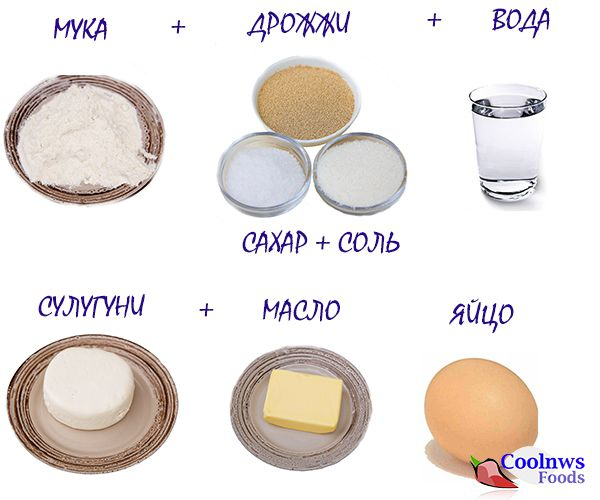 МУКА + ДРОЖЖИ + ВОДА
САХАР + СОЛЬ
СУЛУГУНИ + МАСЛО ЯЙЦО
Coolnws
Foods